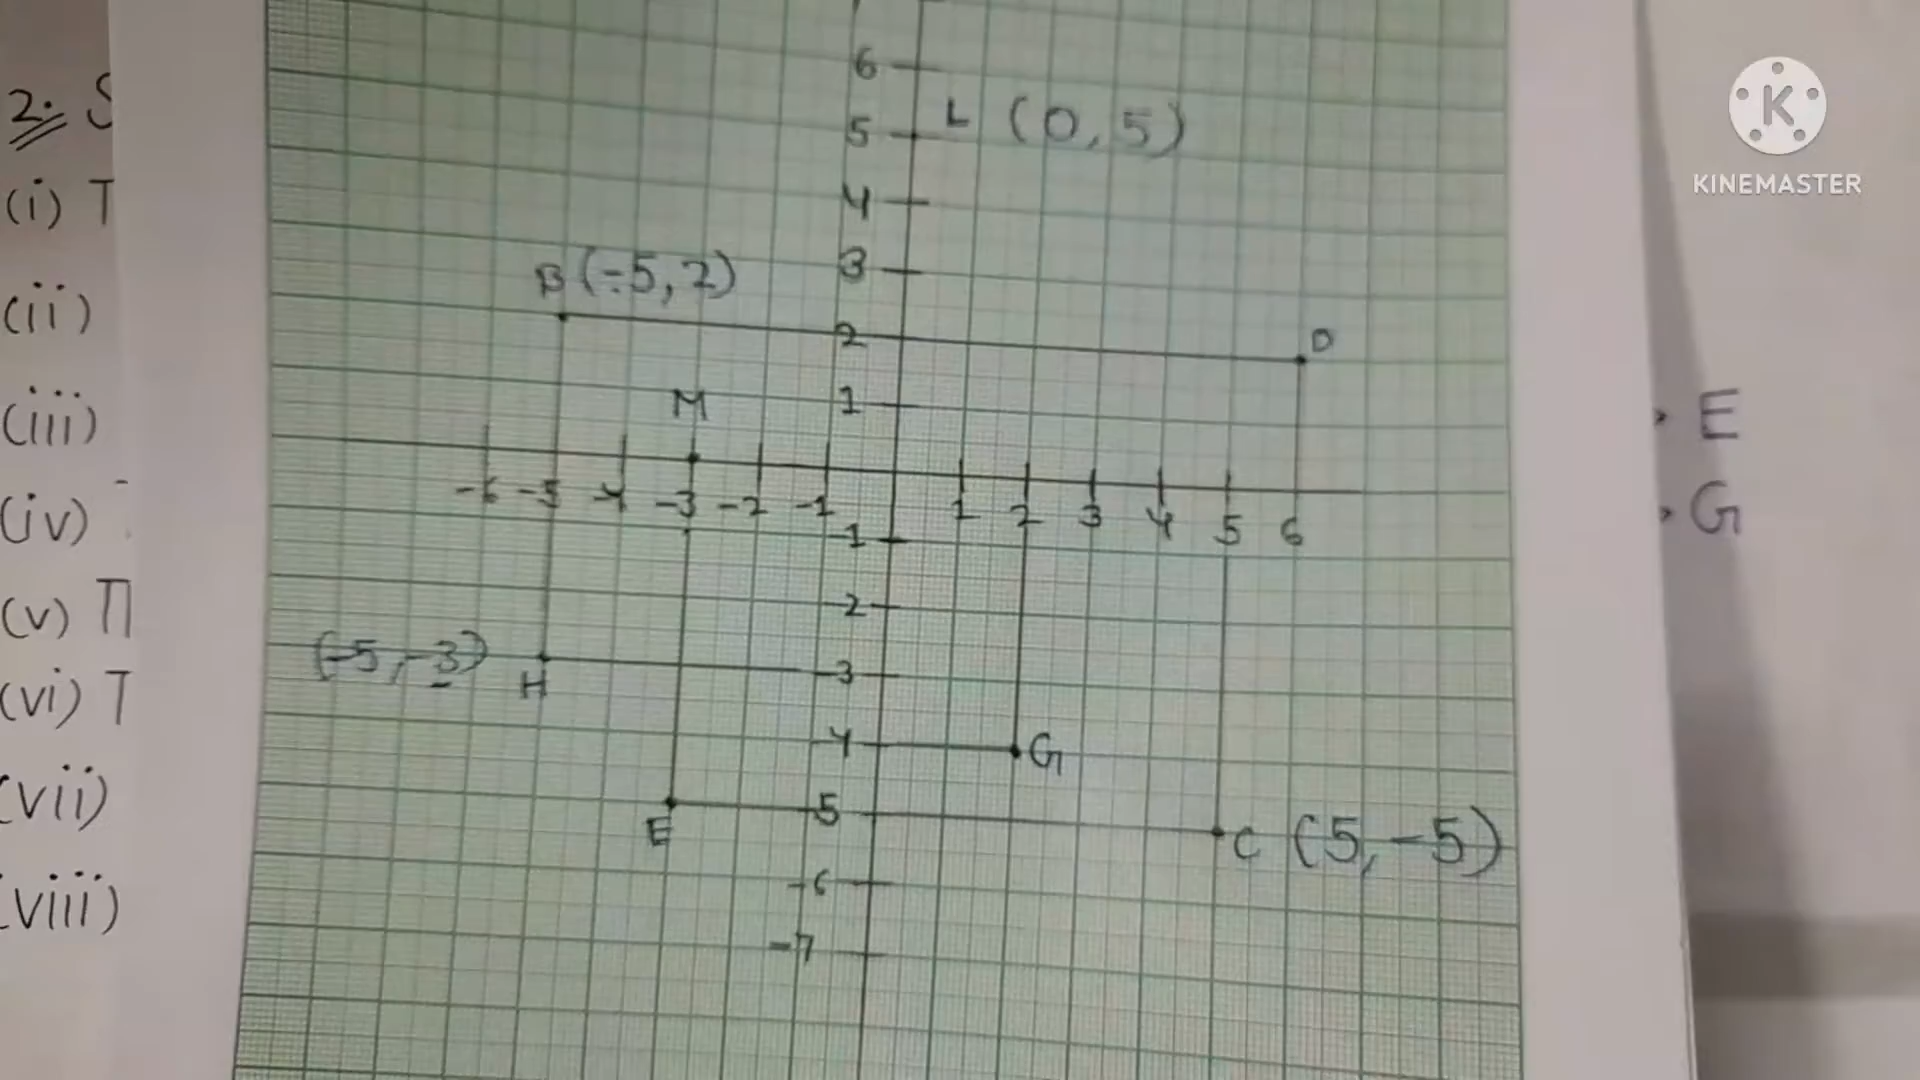 2. S
(i) T
(ii)
(iii)
(iv)
(v) T
(vi) T
(vii)
(viii)
6
5 L (0,5)
4
3
B(-5,2)
2 D
1
M
-6 -5 -4 -3 -2 -1 1 2 3 4 5 6
-1
-2
(-5,-3) H -3
-4 G
E -5 C (5,-5)
-6
-7
E
G
K
KINEMASTER